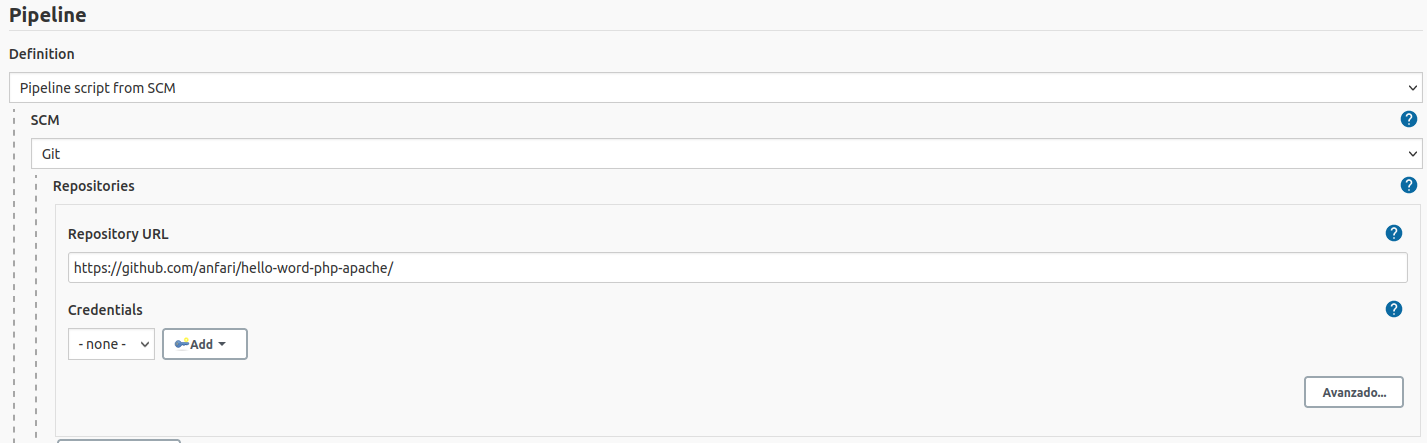 Pipeline
Definition
Pipeline script from SCM
SCM
?
Git
Repositories
?
Repository URL
?
https://github.com/anfari/hello-word-php-apache/
Credentials
?
- none -
Add
Avanzado...